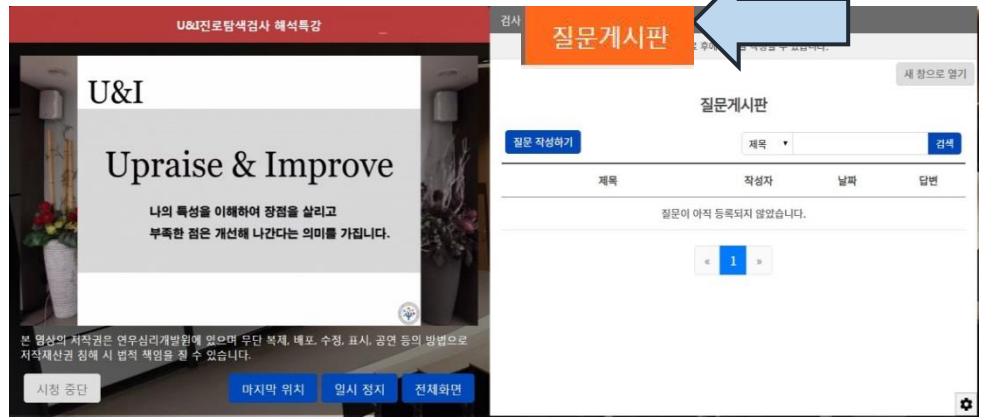 U&I진로탐색검사 해석특강
U&I
Upraise & Improve
나의 특성을 이해하여 장점을 살리고
부족한 점은 개선해 나간다는 의미를 가집니다.
본 영상의 저작권은 연우심리개발원에 있으며 무단 복제, 배포, 수정, 표시, 공연 등의 방법으로
저작재산권 침해 시 법적 책임을 질 수 있습니다.
시청 중단
마지막 위치
일시 정지
전체화면
검사
질문게시판
후에
수 있습니다.
새 창으로 열기
질문게시판
질문 작성하기
제목 ▼
검색
제목 작성자 날짜 답변
질문이 아직 등록되지 않았습니다.
« 1 »